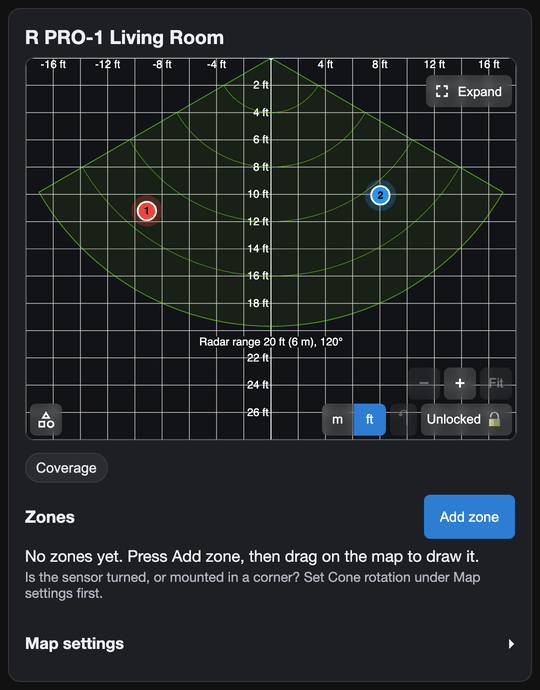 R PRO-1 Living Room
-16 ft -12 ft -8 ft -4 ft 4 ft 8 ft 12 ft 16 ft
2 ft
Expand
4 ft
6 ft
8 ft
10 ft
2
1
12 ft
14 ft
16 ft
18 ft
Radar range 20 ft (6 m), 120°
22 ft
24 ft
− + Fit
26 ft
m ft Unlocked
Coverage
Zones
Add zone
No zones yet. Press Add zone, then drag on the map to draw it.
Is the sensor turned, or mounted in a corner? Set Cone rotation under Map
settings first.
Map settings